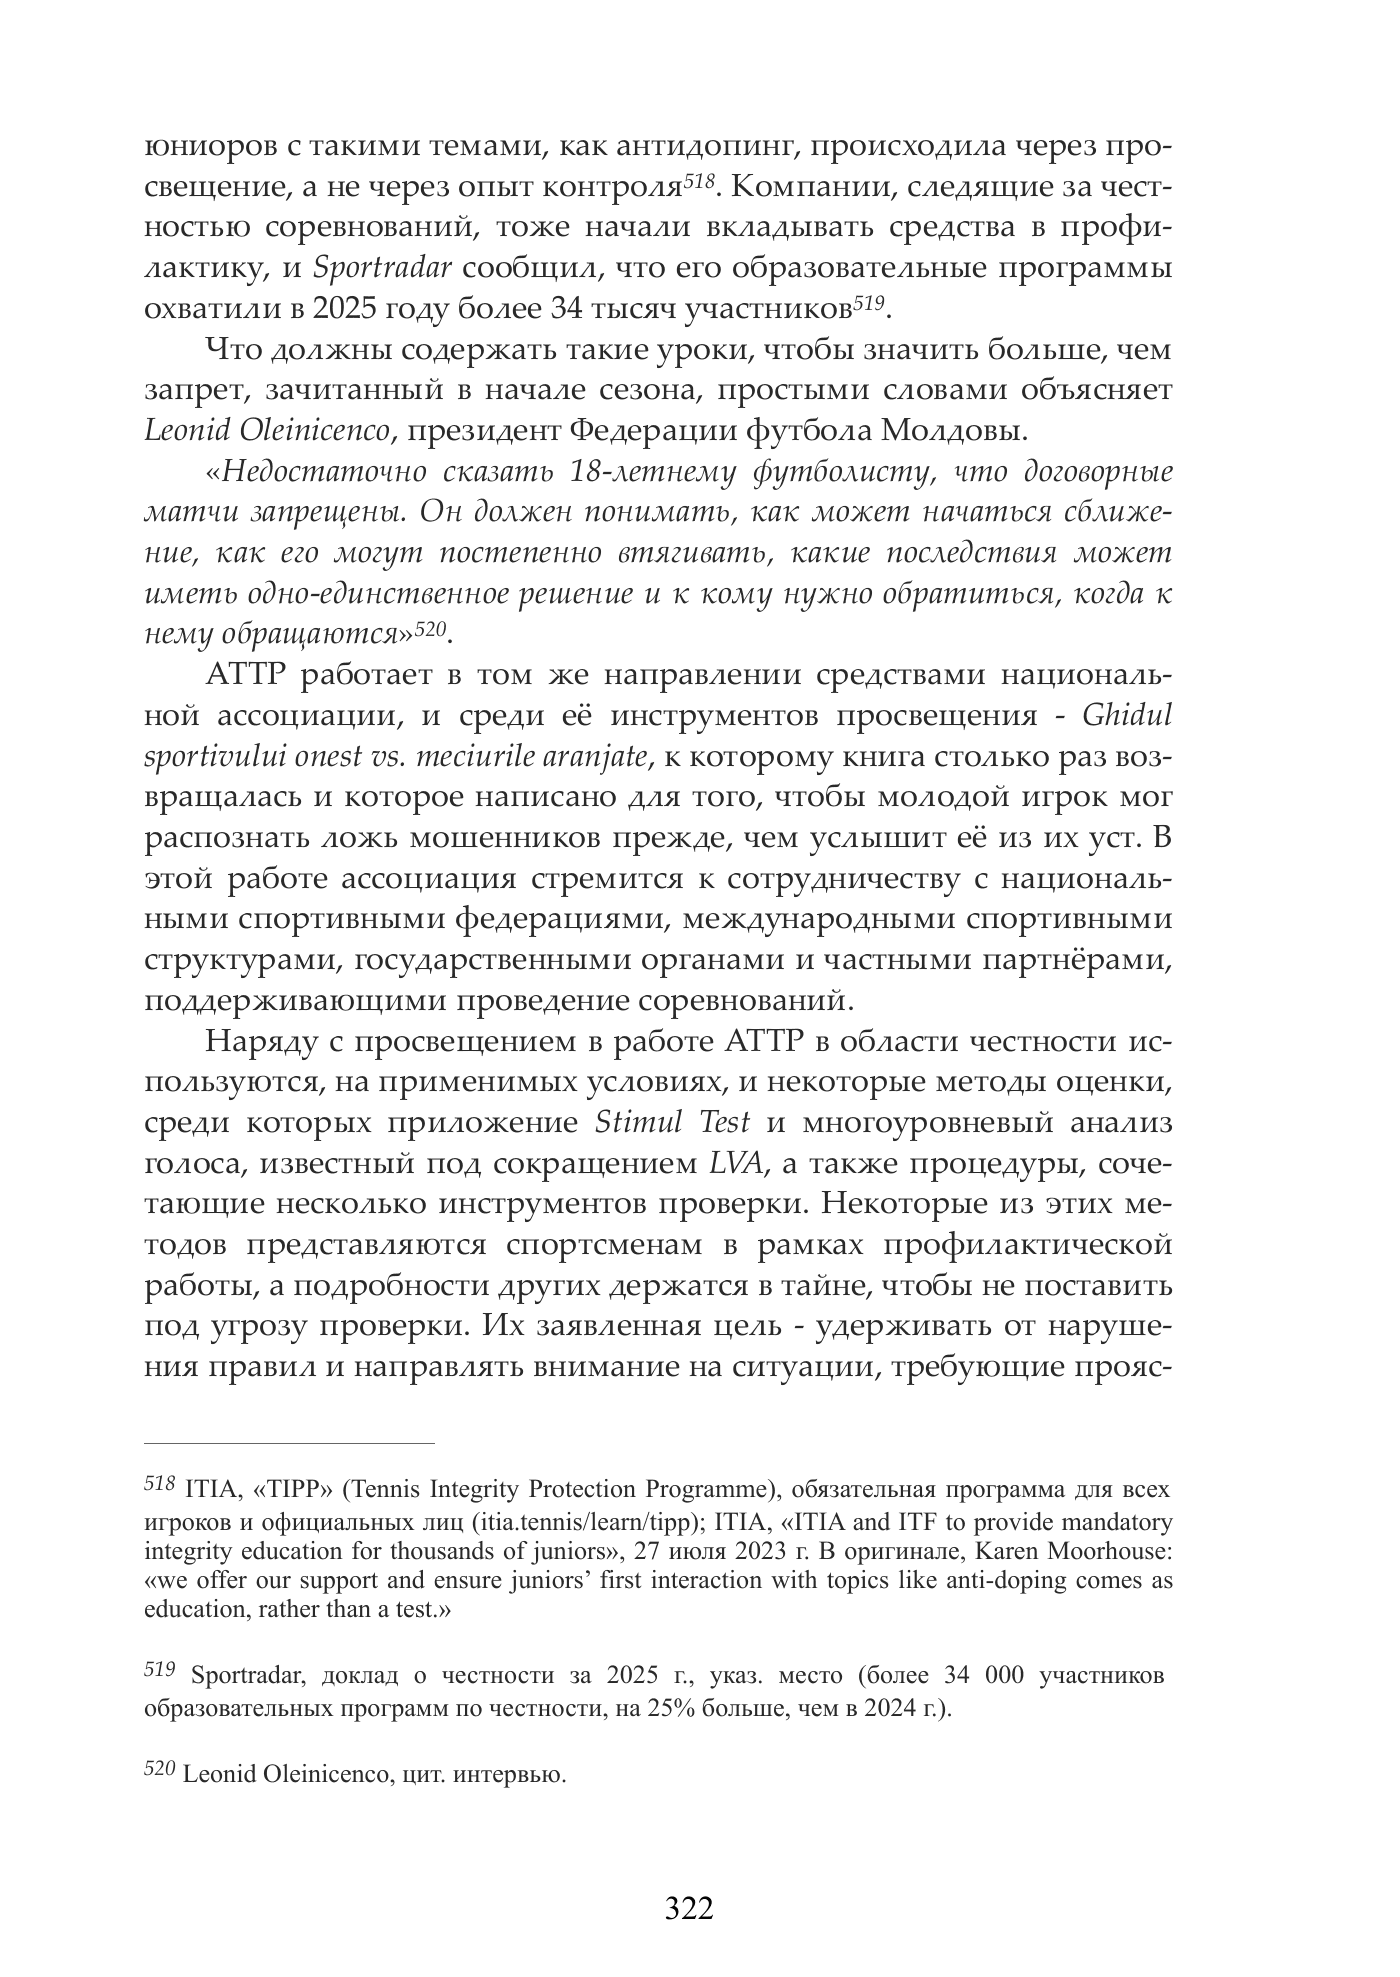 юниоров с такими темами, как антидопинг, происходила через про-
свещение, а не через опыт контроля518. Компании, следящие за чест-
ностью соревнований, тоже начали вкладывать средства в профи-
лактику, и Sportradar сообщил, что его образовательные программы
охватили в 2025 году более 34 тысяч участников519.
Что должны содержать такие уроки, чтобы значить больше, чем
запрет, зачитанный в начале сезона, простыми словами объясняет
Leonid Oleinicenco, президент Федерации футбола Молдовы.
«Недостаточно сказать 18-летнему футболисту, что договорные
матчи запрещены. Он должен понимать, как может начаться сближе-
ние, как его могут постепенно втягивать, какие последствия может
иметь одно-единственное решение и к кому нужно обратиться, когда к
нему обращаются»520.
АТТР работает в том же направлении средствами националь-
ной ассоциации, и среди её инструментов просвещения - Ghidul
sportivului onest vs. meciurile aranjate, к которому книга столько раз воз-
вращалась и которое написано для того, чтобы молодой игрок мог
распознать ложь мошенников прежде, чем услышит её из их уст. В
этой работе ассоциация стремится к сотрудничеству с националь-
ными спортивными федерациями, международными спортивными
структурами, государственными органами и частными партнёрами,
поддерживающими проведение соревнований.
Наряду с просвещением в работе АТТР в области честности ис-
пользуются, на применимых условиях, и некоторые методы оценки,
среди которых приложение Stimul Test и многоуровневый анализ
голоса, известный под сокращением LVA, а также процедуры, соче-
тающие несколько инструментов проверки. Некоторые из этих ме-
тодов представляются спортсменам в рамках профилактической
работы, а подробности других держатся в тайне, чтобы не поставить
под угрозу проверки. Их заявленная цель - удерживать от наруше-
ния правил и направлять внимание на ситуации, требующие прояс-
518 ITIA, «TIPP» (Tennis Integrity Protection Programme), обязательная программа для всех
игроков и официальных лиц (itia.tennis/learn/tipp); ITIA, «ITIA and ITF to provide mandatory
integrity education for thousands of juniors», 27 июля 2023 г. В оригинале, Karen Moorhouse:
«we offer our support and ensure juniors’ first interaction with topics like anti-doping comes as
education, rather than a test.»
519 Sportradar, доклад о честности за 2025 г., указ. место (более 34 000 участников
образовательных программ по честности, на 25% больше, чем в 2024 г.).
520 Leonid Oleinicenco, цит. интервью.
322